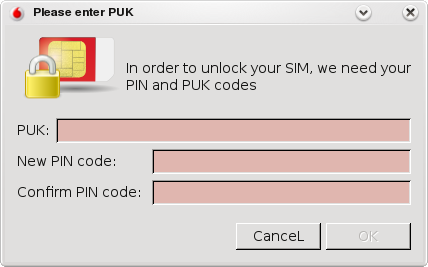 Please enter PUK
In order to unlock your SIM, we need your
PIN and PUK codes
PUK:
New PIN code:
Confirm PIN code:
CanceL
OK